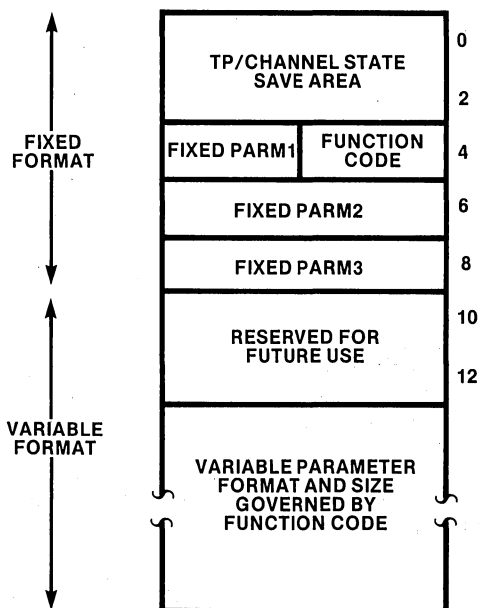 0
TP/CHANNEL STATE
SAVE AREA
2
FIXED
FORMAT
FIXED PARM1
FUNCTION
CODE
4
FIXED PARM2
6
FIXED PARM3
8
10
RESERVED FOR
FUTURE USE
12
VARIABLE
FORMAT
VARIABLE PARAMETER
FORMAT AND SIZE
GOVERNED BY
FUNCTION CODE